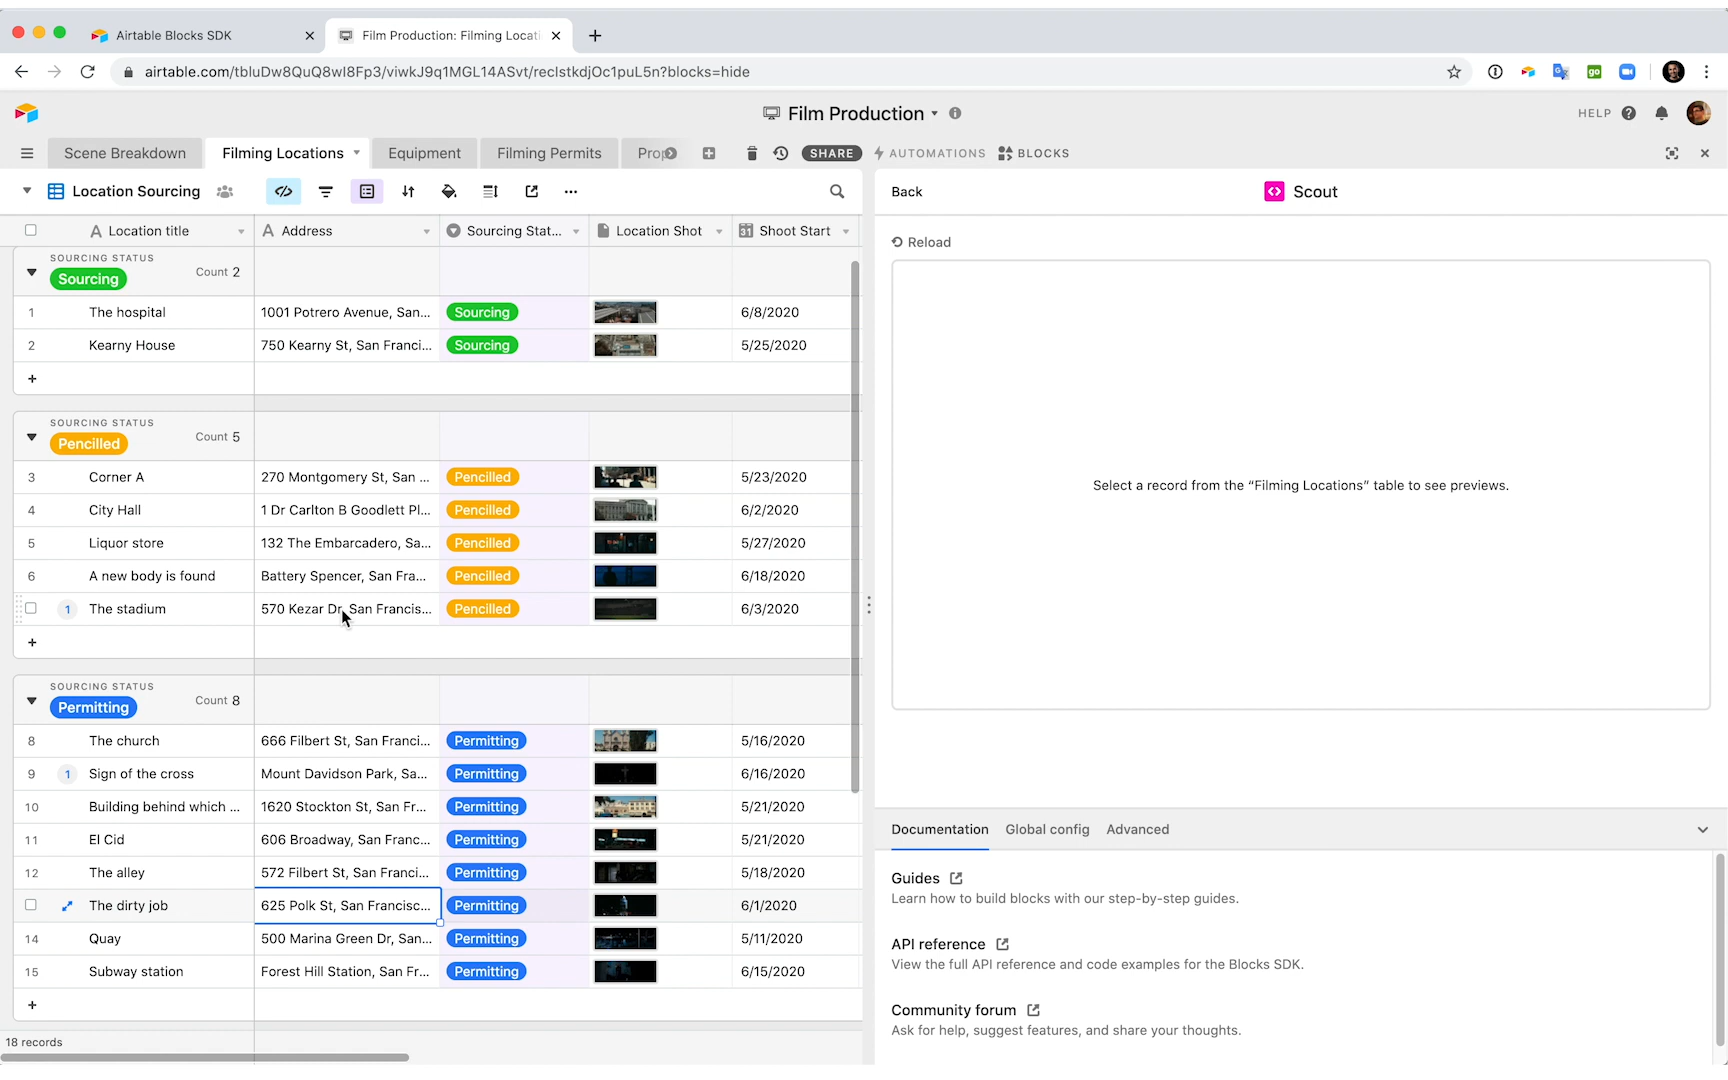 Airtable Blocks SDK
Film Production: Filming Locati
airtable.com/tbluDw8QuQ8wI8Fp3/viwkJ9q1MGL14ASvt/reclstkdjOc1puL5n?blocks=hide
go
Film Production
HELP
Scene Breakdown
Filming Locations
Equipment
Filming Permits
Prop
SHARE
AUTOMATIONS
BLOCKS
Location Sourcing
Back
Scout
Location title
Address
Sourcing Stat...
Location Shot
31 Shoot Start
Reload
SOURCING STATUS
Sourcing
Count 2
1 The hospital 1001 Potrero Avenue, San... Sourcing 6/8/2020
2 Kearny House 750 Kearny St, San Franci... Sourcing 5/25/2020
+
SOURCING STATUS
Pencilled
Count 5
3 Corner A 270 Montgomery St, San ... Pencilled 5/23/2020
4 City Hall 1 Dr Carlton B Goodlett Pl... Pencilled 6/2/2020
5 Liquor store 132 The Embarcadero, Sa... Pencilled 5/27/2020
6 A new body is found Battery Spencer, San Fra... Pencilled 6/18/2020
1 The stadium 570 Kezar Dr, San Francis... Pencilled 6/3/2020
+
SOURCING STATUS
Permitting
Count 8
8 The church 666 Filbert St, San Franci... Permitting 5/16/2020
9 1 Sign of the cross Mount Davidson Park, Sa... Permitting 6/16/2020
10 Building behind which ... 1620 Stockton St, San Fr... Permitting 5/21/2020
11 El Cid 606 Broadway, San Franc... Permitting 5/21/2020
12 The alley 572 Filbert St, San Franci... Permitting 5/18/2020
The dirty job 625 Polk St, San Francisc... Permitting 6/1/2020
14 Quay 500 Marina Green Dr, San... Permitting 5/11/2020
15 Subway station Forest Hill Station, San Fr... Permitting 6/15/2020
+
18 records
Select a record from the “Filming Locations” table to see previews.
Documentation
Global config
Advanced
Guides
Learn how to build blocks with our step-by-step guides.
API reference
View the full API reference and code examples for the Blocks SDK.
Community forum
Ask for help, suggest features, and share your thoughts.